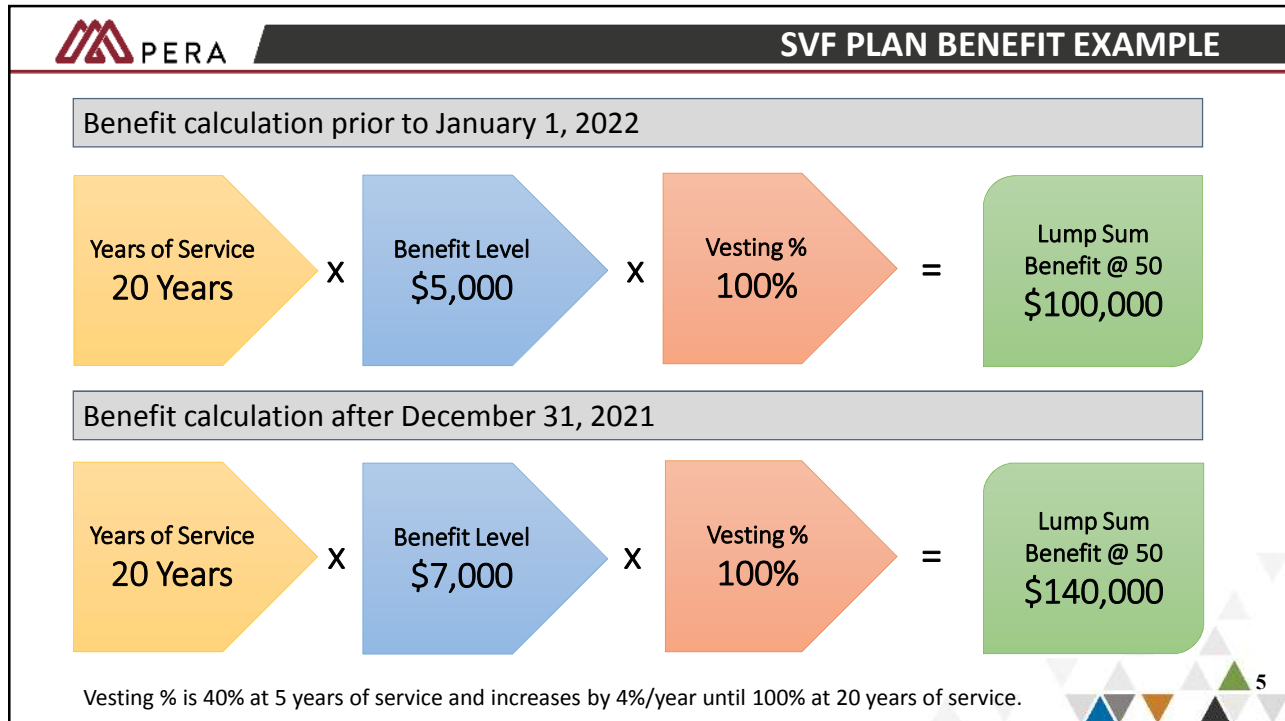 PERA
SVF PLAN BENEFIT EXAMPLE
Benefit calculation prior to January 1, 2022
Years of Service
20 Years
x
Benefit Level
$5,000
x
Vesting %
100%
=
Lump Sum
Benefit @ 50
$100,000
Benefit calculation after December 31, 2021
Years of Service
20 Years
x
Benefit Level
$7,000
x
Vesting %
100%
=
Lump Sum
Benefit @ 50
$140,000
Vesting % is 40% at 5 years of service and increases by 4%/year until 100% at 20 years of service.
5